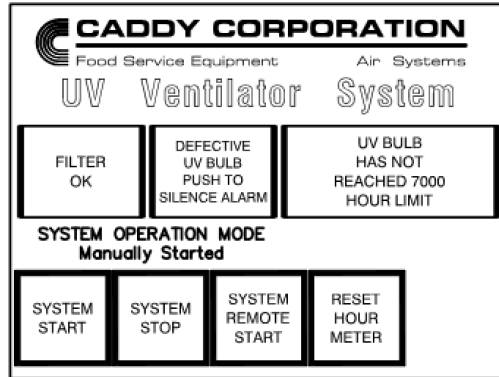 CADDY CORPORATION
Food Service Equipment Air Systems
UV Ventilator System
FILTER
OK
DEFECTIVE
UV BULB
PUSH TO
SILENCE ALARM
UV BULB
HAS NOT
REACHED 7000
HOUR LIMIT
SYSTEM OPERATION MODE
Manually Started
SYSTEM
START
SYSTEM
STOP
SYSTEM
REMOTE
START
RESET
HOUR
METER